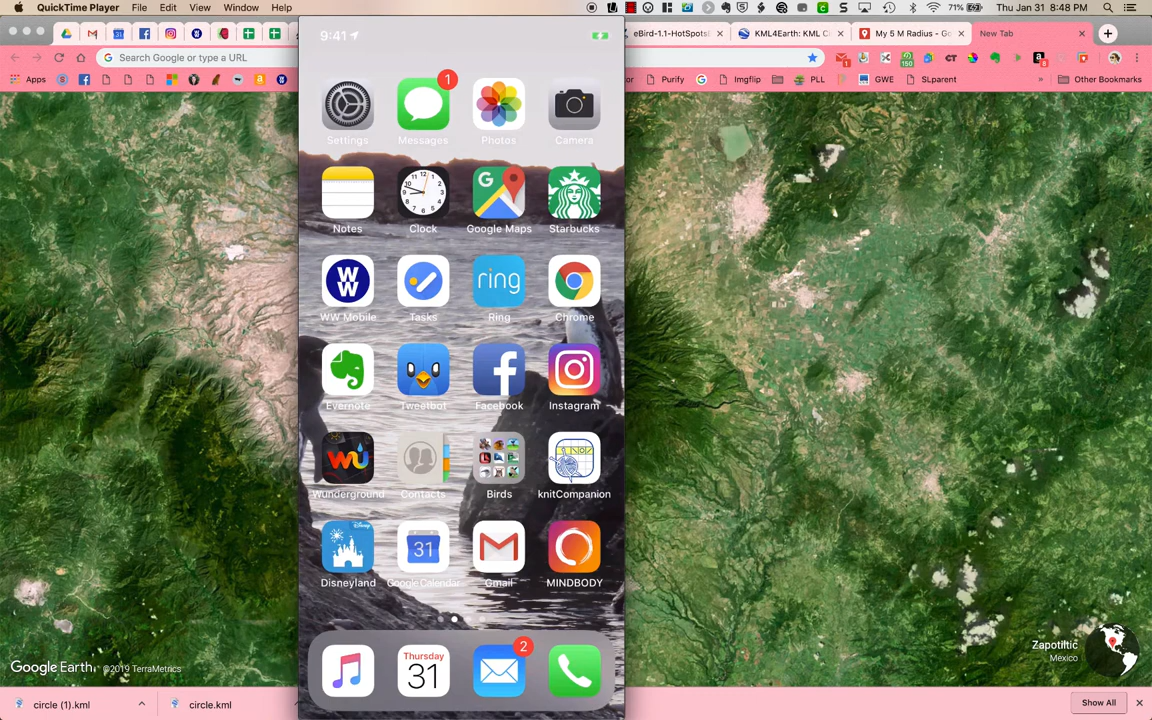 QuickTime Player File Edit View Window Help
71% Thu Jan 31 8:48 PM
eBird-1.1-HotSpots
KML4Earth: KML Ci
My 5 M Radius - Go
New Tab
Search Google or type a URL
Apps
Purify
Imgflip
PLL
GWE
SLparent
Other Bookmarks
9:41
1
Settings Messages Photos Camera
Notes Clock Google Maps Starbucks
ring
WW Mobile Tasks Ring Chrome
Evernote Tweetbot Facebook Instagram
Wunderground Contacts Birds knitCompanion
Disney
31
Disneyland Google Calendar Gmail MINDBODY
Thursday
31
2
Google Earth ©2019 TerraMetrics
Zapotiltic
Mexico
circle (1).kml
circle.kml
Show All